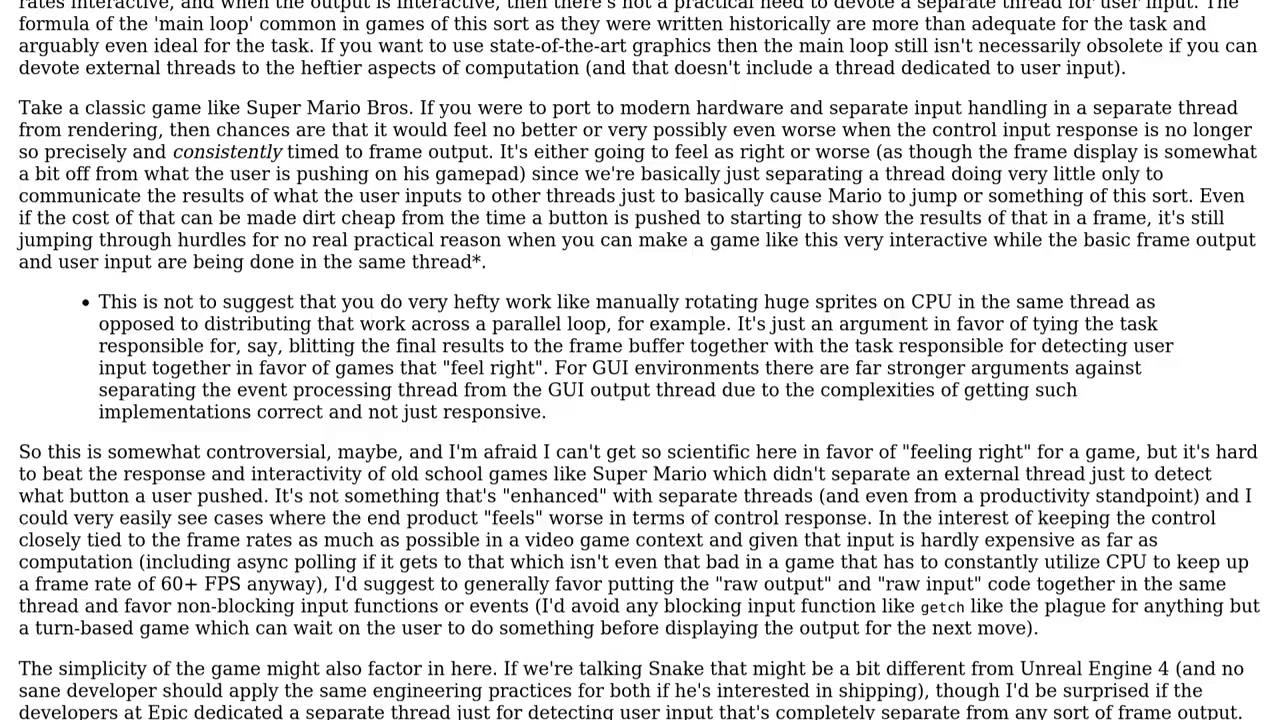 rates interactive, and when the output is interactive, then there's not a practical need to devote a separate thread for user input. The
formula of the 'main loop' common in games of this sort as they were written historically are more than adequate for the task and
arguably even ideal for the task. If you want to use state-of-the-art graphics then the main loop still isn't necessarily obsolete if you can
devote external threads to the heftier aspects of computation (and that doesn't include a thread dedicated to user input).
Take a classic game like Super Mario Bros. If you were to port to modern hardware and separate input handling in a separate thread
from rendering, then chances are that it would feel no better or very possibly even worse when the control input response is no longer
so precisely and consistently timed to frame output. It's either going to feel as right or worse (as though the frame display is somewhat
a bit off from what the user is pushing on his gamepad) since we're basically just separating a thread doing very little only to
communicate the results of what the user inputs to other threads just to basically cause Mario to jump or something of this sort. Even
if the cost of that can be made dirt cheap from the time a button is pushed to starting to show the results of that in a frame, it's still
jumping through hurdles for no real practical reason when you can make a game like this very interactive while the basic frame output
and user input are being done in the same thread*.
• This is not to suggest that you do very hefty work like manually rotating huge sprites on CPU in the same thread as
opposed to distributing that work across a parallel loop, for example. It's just an argument in favor of tying the task
responsible for, say, blitting the final results to the frame buffer together with the task responsible for detecting user
input together in favor of games that "feel right". For GUI environments there are far stronger arguments against
separating the event processing thread from the GUI output thread due to the complexities of getting such
implementations correct and not just responsive.
So this is somewhat controversial, maybe, and I'm afraid I can't get so scientific here in favor of "feeling right" for a game, but it's hard
to beat the response and interactivity of old school games like Super Mario which didn't separate an external thread just to detect
what button a user pushed. It's not something that's "enhanced" with separate threads (and even from a productivity standpoint) and I
could very easily see cases where the end product "feels" worse in terms of control response. In the interest of keeping the control
closely tied to the frame rates as much as possible in a video game context and given that input is hardly expensive as far as
computation (including async polling if it gets to that which isn't even that bad in a game that has to constantly utilize CPU to keep up
a frame rate of 60+ FPS anyway), I'd suggest to generally favor putting the "raw output" and "raw input" code together in the same
thread and favor non-blocking input functions or events (I'd avoid any blocking input function like getch like the plague for anything but
a turn-based game which can wait on the user to do something before displaying the output for the next move).
The simplicity of the game might also factor in here. If we're talking Snake that might be a bit different from Unreal Engine 4 (and no
sane developer should apply the same engineering practices for both if he's interested in shipping), though I'd be surprised if the
developers at Epic dedicated a separate thread just for detecting user input that's completely separate from any sort of frame output.